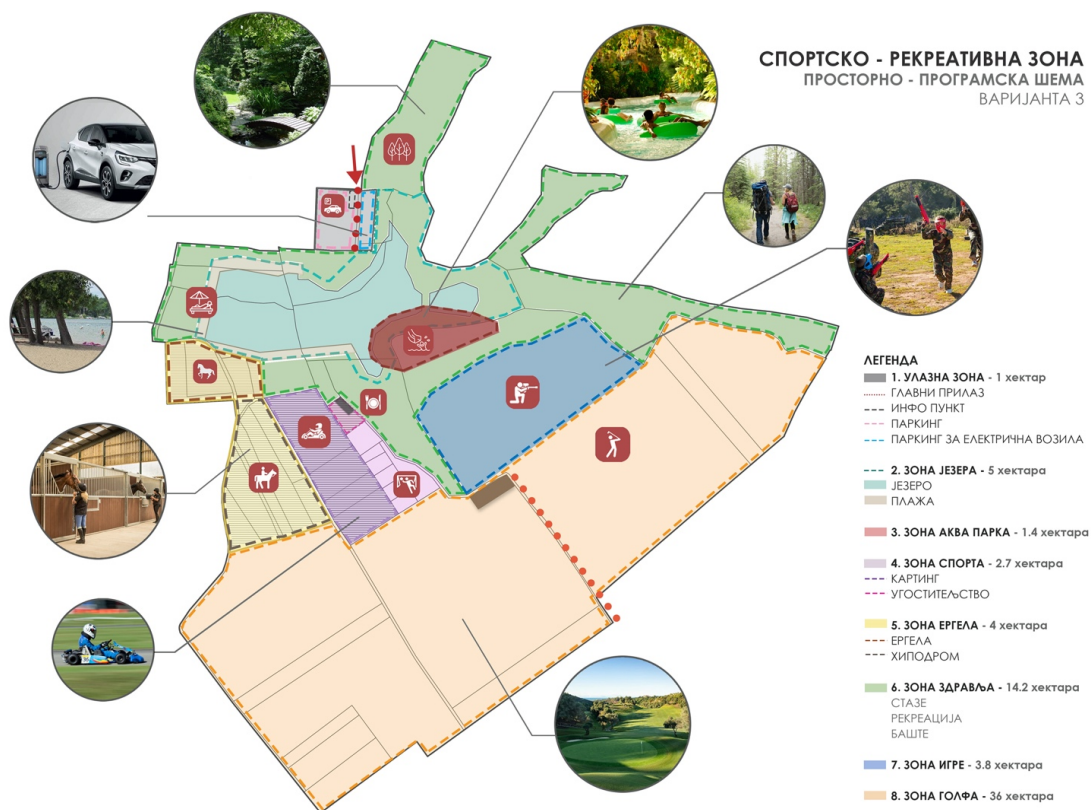 СПОРТСКО - РЕКРЕАТИВНА ЗОНА
ПРОСТОРНО - ПРОГРАМСКА ШЕМА
ВАРИЈАНТА 3
P
ЛЕГЕНДА
1. УЛАЗНА ЗОНА - 1 хектар
ГЛАВНИ ПРИЛАЗ
ИНФО ПУНКТ
ПАРКИНГ
ПАРКИНГ ЗА ЕЛЕКТРИЧНА ВОЗИЛА
2. ЗОНА ЈЕЗЕРА - 5 хектара
ЈЕЗЕРО
ПЛАЖА
3. ЗОНА АКВА ПАРКА - 1.4 хектара
4. ЗОНА СПОРТА - 2.7 хектара
КАРТИНГ
УГОСТИТЕЉСТВО
5. ЗОНА ЕРГЕЛА - 4 хектара
ЕРГЕЛА
ХИПОДРОМ
6. ЗОНА ЗДРАВЉА - 14.2 хектара
СТАЗЕ
РЕКРЕАЦИЈА
БАШТЕ
7. ЗОНА ИГРЕ - 3.8 хектара
8. ЗОНА ГОЛФА - 36 хектара